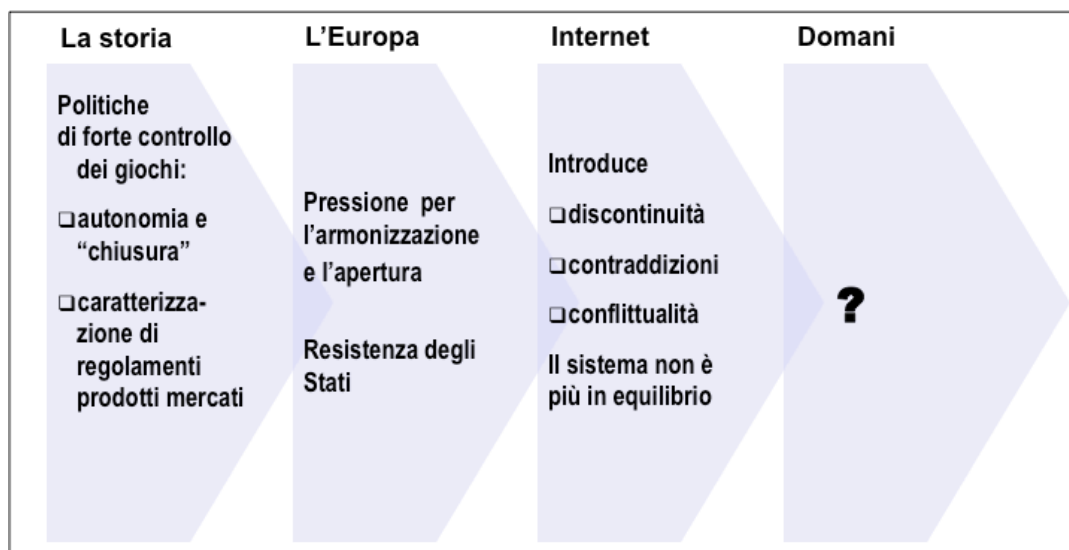 La storia
Politiche
di forte controllo
dei giochi:
❑autonomia e
“chiusura”
❑caratterizza-
zione di
regolamenti
prodotti mercati
L’Europa
Pressione per
l’armonizzazione
e l’apertura
Resistenza degli
Stati
Internet
Introduce
❑discontinuità
❑contraddizioni
❑conflittualità
Il sistema non è
più in equilibrio
Domani
?